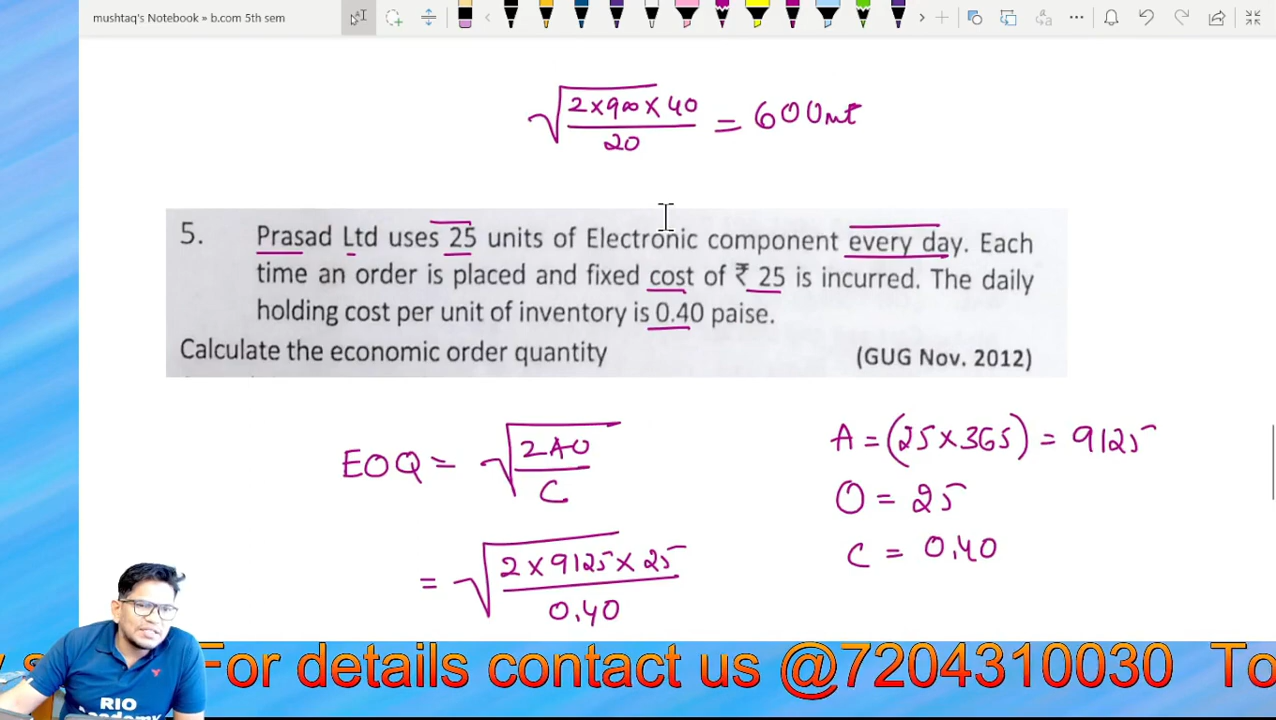 mushtaq's Notebook » b.com 5th sem
√(2×900×40 / 20) = 600unt
5. Prasad Ltd uses 25 units of Electronic component every day. Each
time an order is placed and fixed cost of ₹ 25 is incurred. The daily
holding cost per unit of inventory is 0.40 paise.
Calculate the economic order quantity (GUG Nov. 2012)
EOQ = √(2AO / C)
= √(2×9125×25 / 0.40)
A = (25×365) = 9125
O = 25
C = 0.40
RIO
Academy
For details contact us @7204310030 To